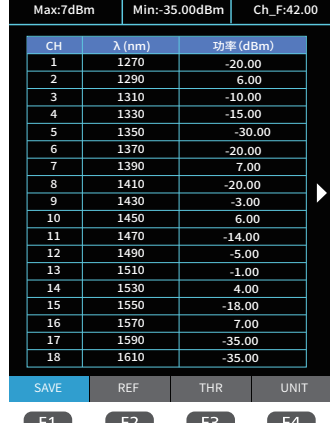 Max:7dBm Min:-35.00dBm Ch_F:42.00
CH λ (nm) 功率(dBm)
1 1270 -20.00
2 1290 6.00
3 1310 -10.00
4 1330 -15.00
5 1350 -30.00
6 1370 -20.00
7 1390 7.00
8 1410 -20.00
9 1430 -3.00
10 1450 6.00
11 1470 -14.00
12 1490 -5.00
13 1510 -1.00
14 1530 4.00
15 1550 -18.00
16 1570 7.00
17 1590 -35.00
18 1610 -35.00
SAVE REF THR UNIT
F1 F2 F3 F4